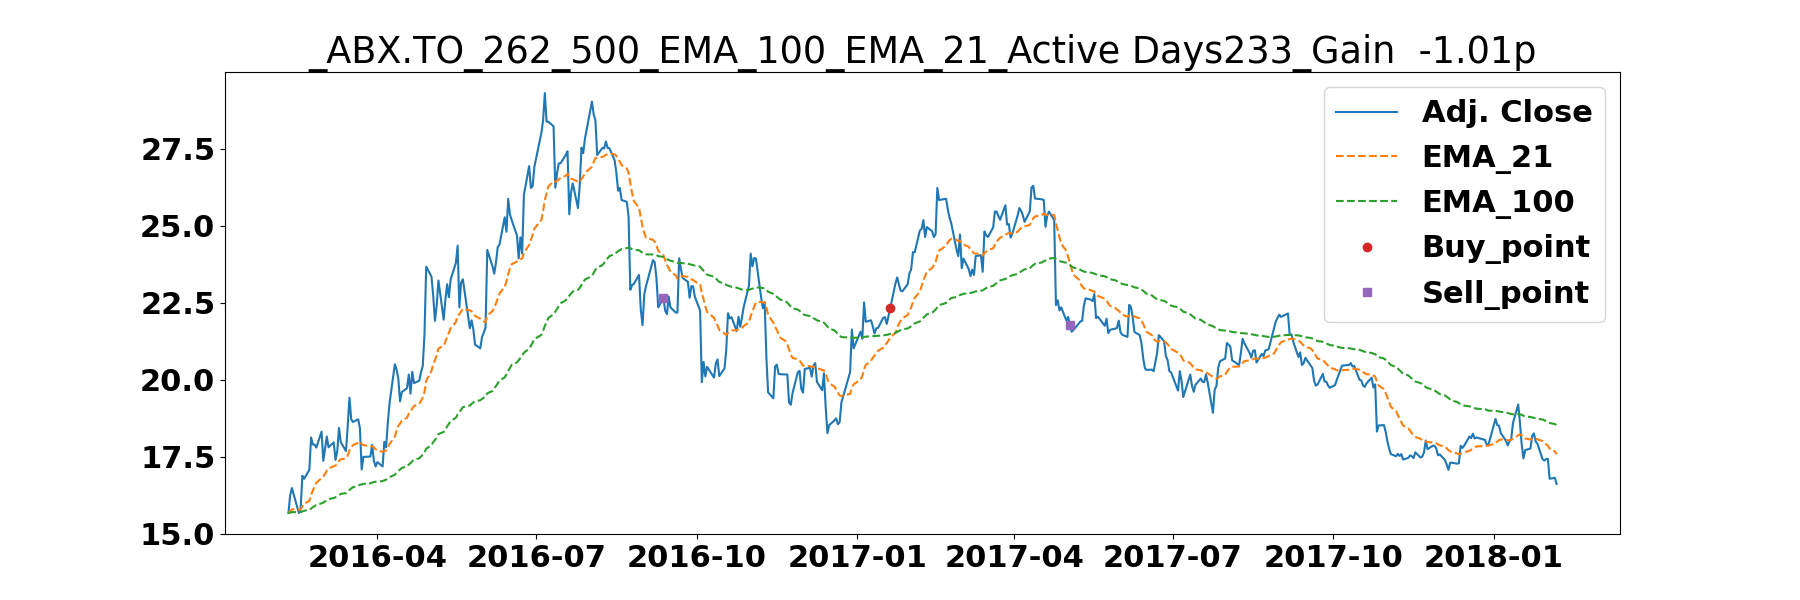 _ABX.TO_262_500_EMA_100_EMA_21_Active Days233_Gain  -1.01p
Adj. Close
EMA_21
EMA_100
Buy_point
Sell_point
27.5
25.0
22.5
20.0
17.5
15.0
2016-04 2016-07 2016-10 2017-01 2017-04 2017-07 2017-10 2018-01